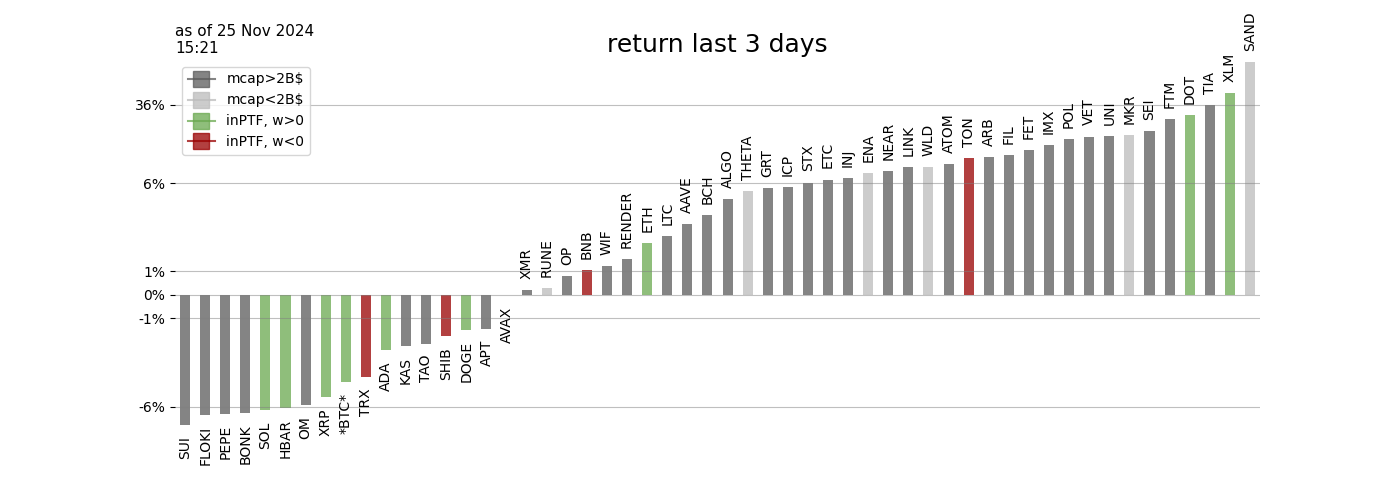 as of 25 Nov 2024
15:21
return last 3 days
mcap>2B$
mcap<2B$
inPTF, w>0
inPTF, w<0
36%
6%
1%
0%
-1%
-6%
SUI
FLOKI
PEPE
BONK
SOL
HBAR
OM
XRP
*BTC*
TRX
ADA
KAS
TAO
SHIB
DOGE
APT
AVAX
XMR
RUNE
OP
BNB
WIF
RENDER
ETH
LTC
AAVE
BCH
ALGO
THETA
GRT
ICP
STX
ETC
INJ
ENA
NEAR
LINK
WLD
ATOM
TON
ARB
FIL
FET
IMX
POL
VET
UNI
MKR
SEI
FTM
DOT
TIA
XLM
SAND